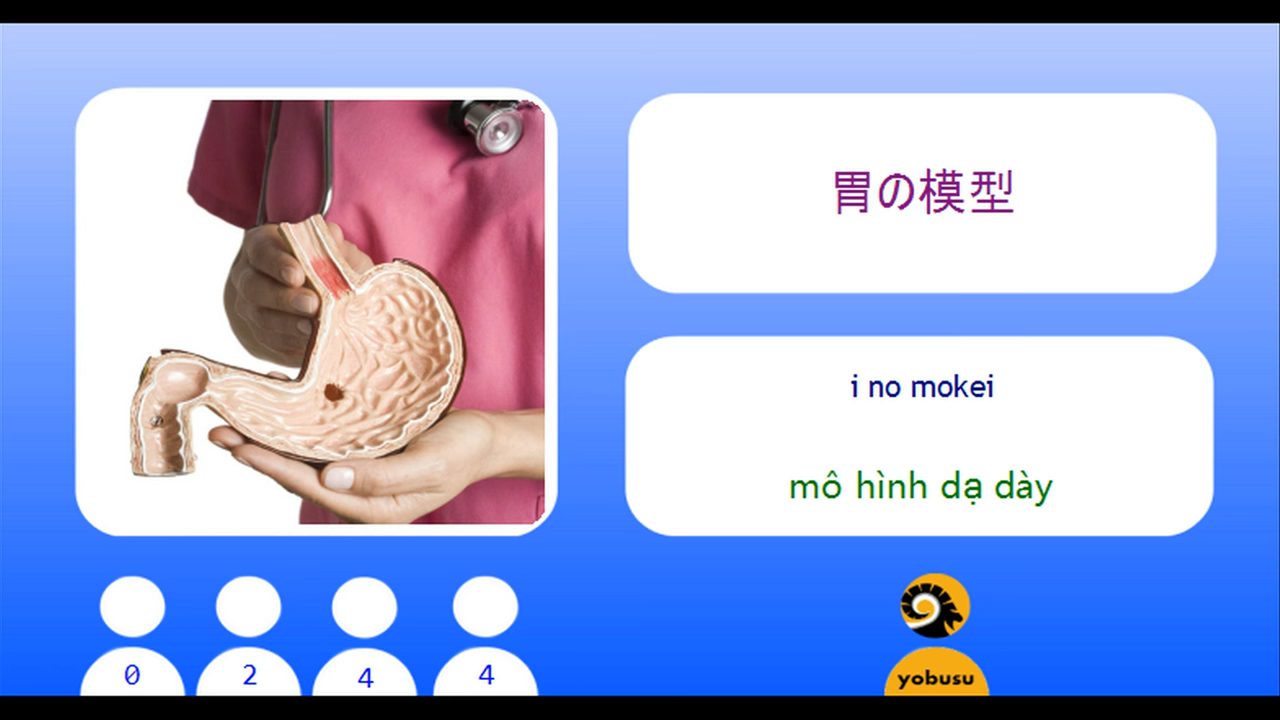 胃の模型
i no mokei
mô hình dạ dày
0 2 4 4
yobusu